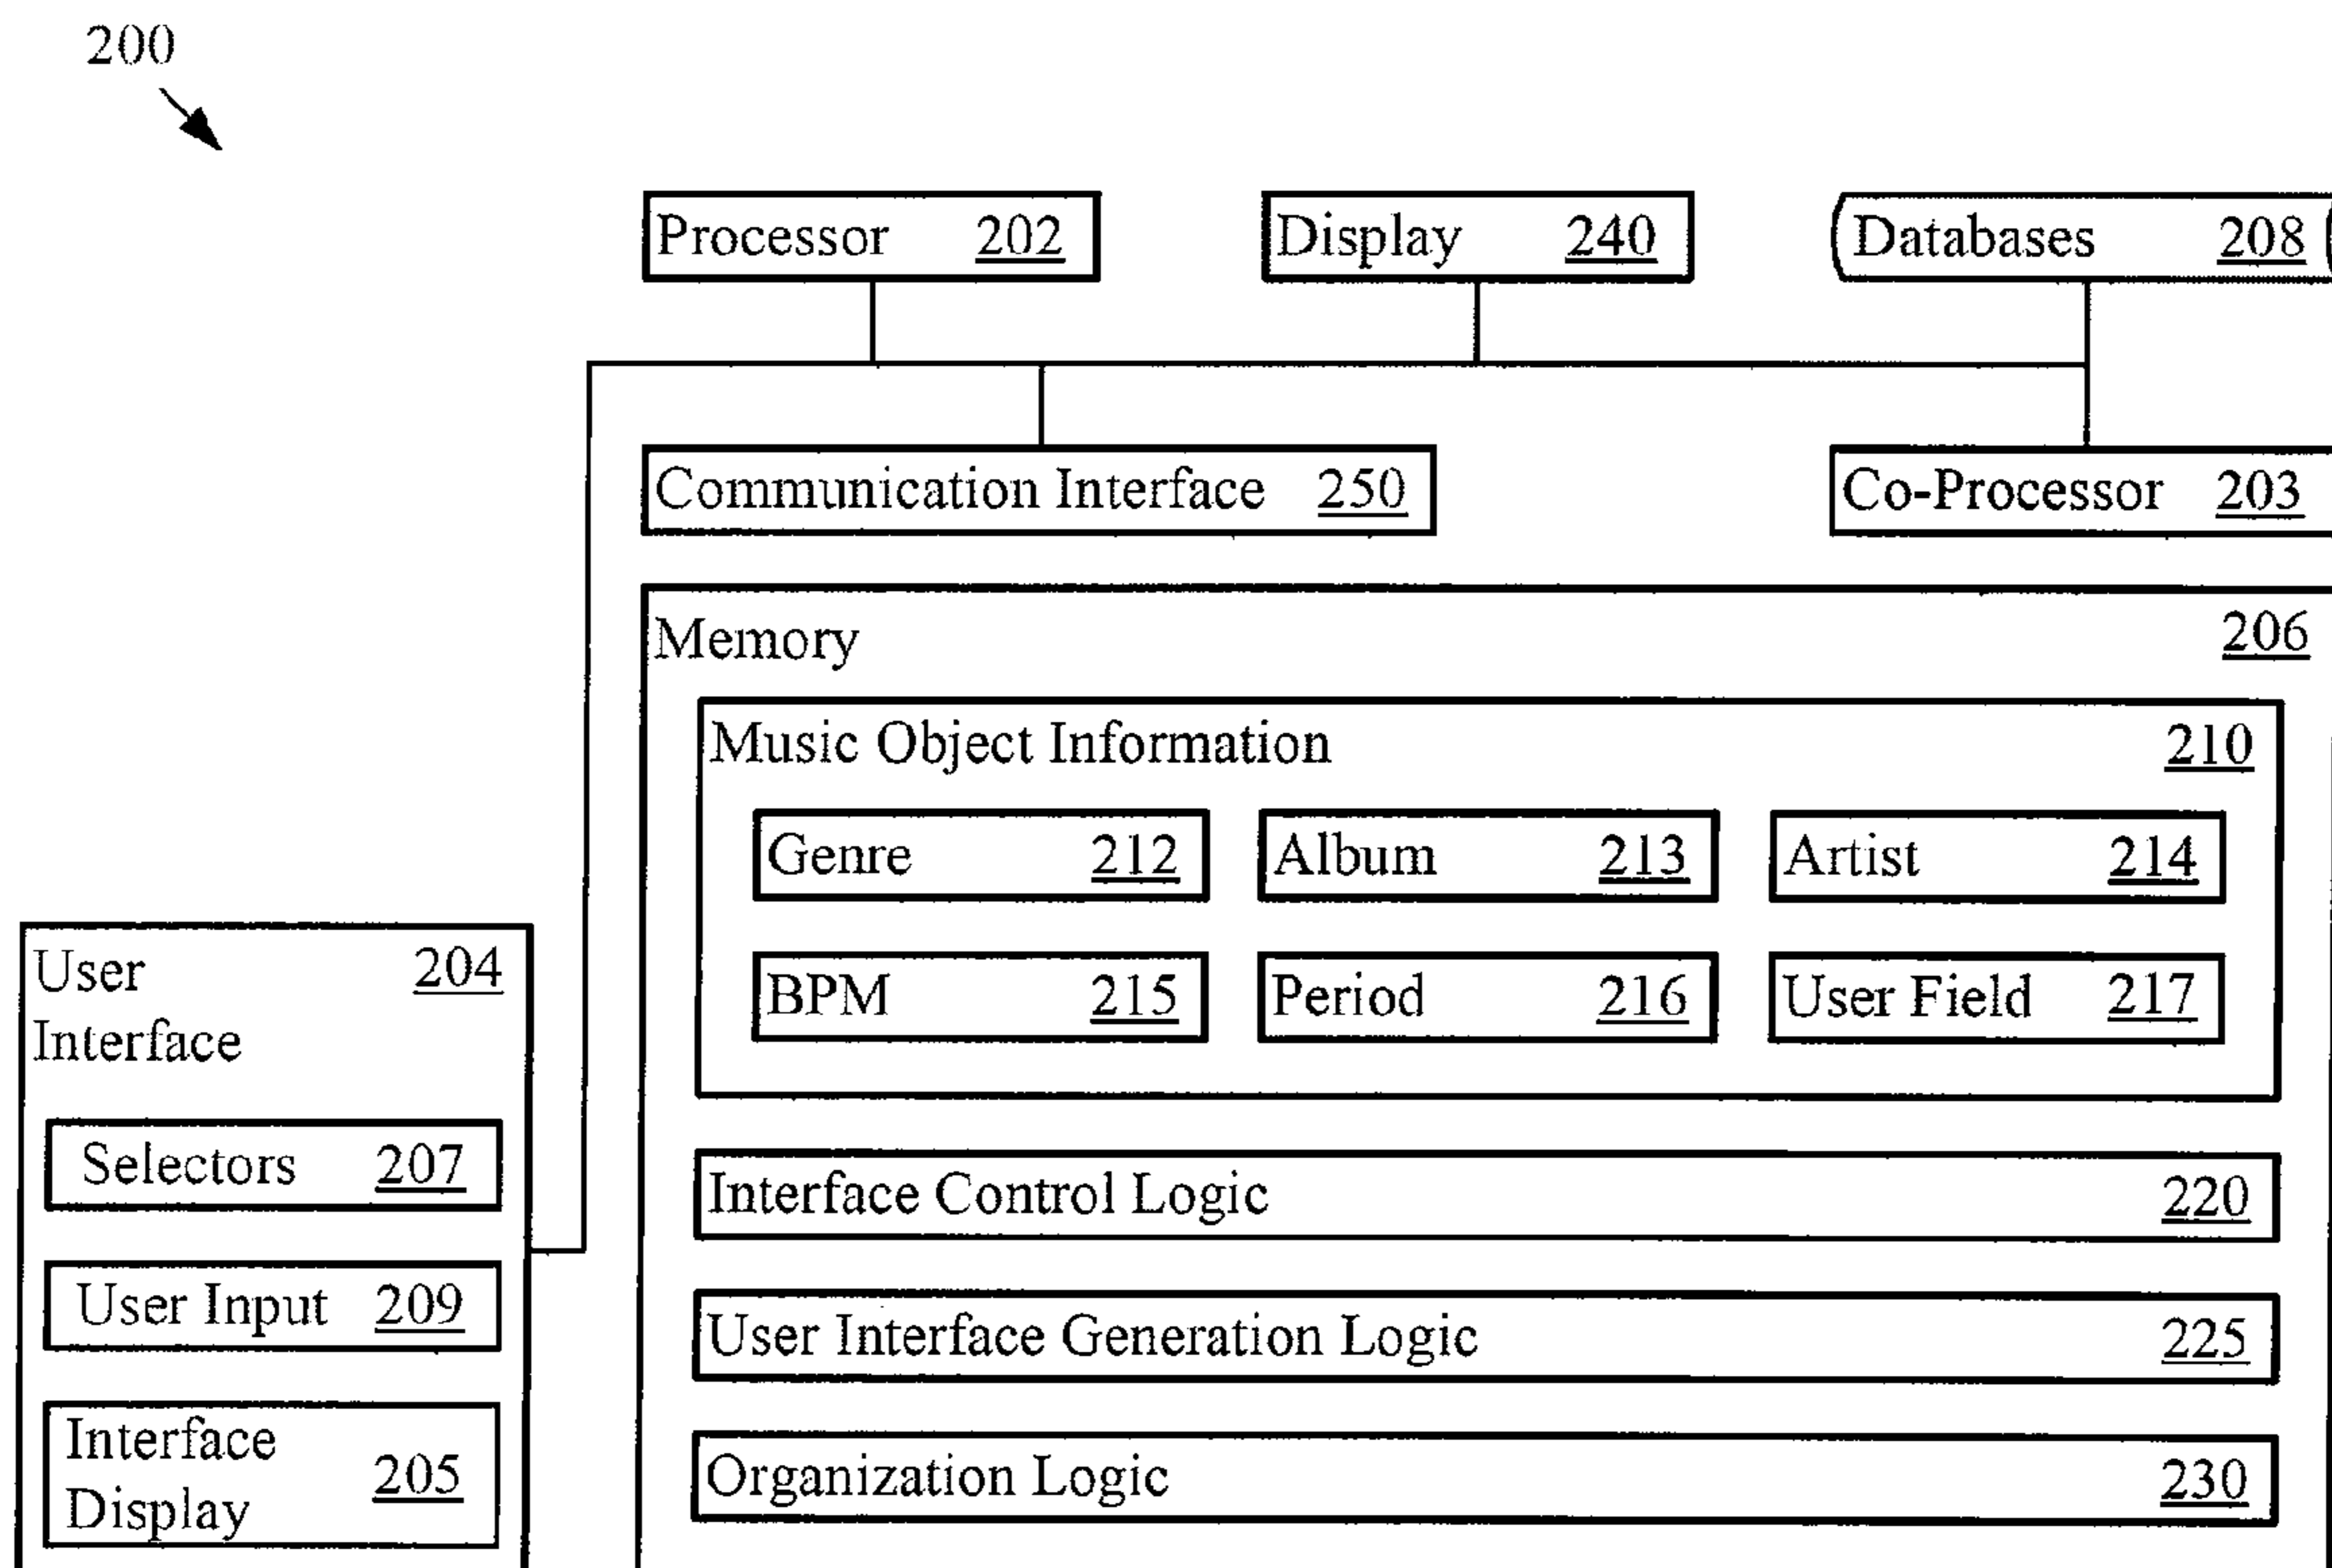 200
Processor 202
Display 240
Databases 208
Communication Interface 250
Co-Processor 203
Memory 206
Music Object Information 210
Genre 212
Album 213
Artist 214
BPM 215
Period 216
User Field 217
Interface Control Logic 220
User Interface Generation Logic 225
Organization Logic 230
User 204
Interface
Selectors 207
User Input 209
Interface
Display 205